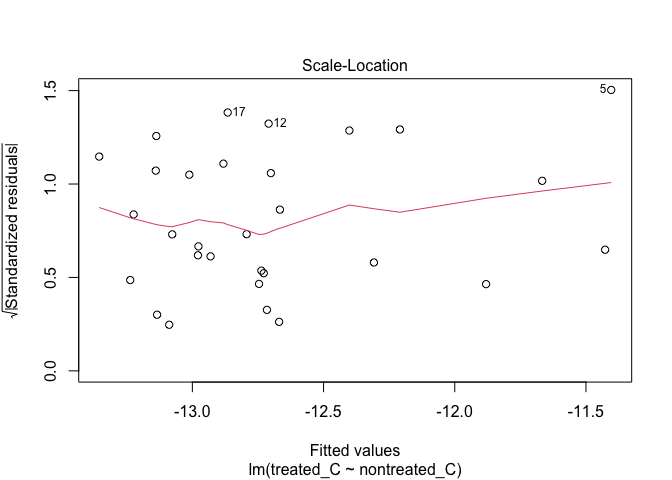 Scale-Location
√|Standardized residuals|
1.5
1.0
0.5
0.0
17
12
5
-13.0 -12.5 -12.0 -11.5
Fitted values
lm(treated_C ~ nontreated_C)